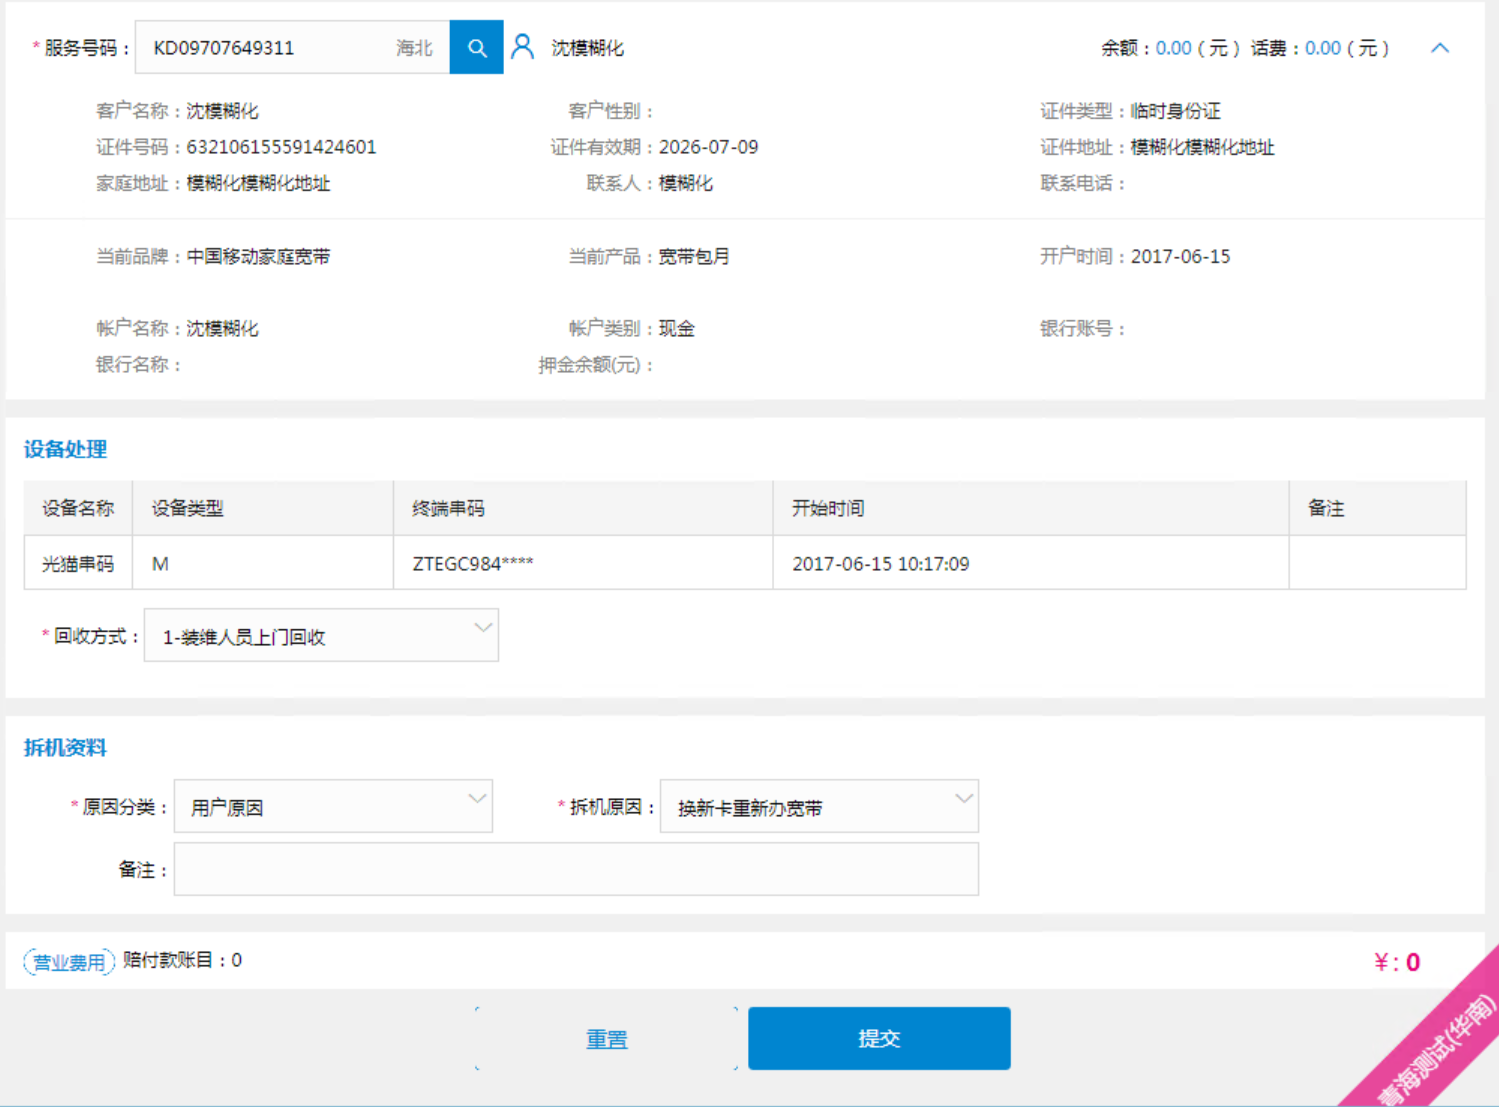 * 服务号码： KD09707649311 海北 沈模糊化 余额：0.00（元）话费：0.00（元）
客户名称：沈模糊化 客户性别： 证件类型：临时身份证
证件号码：632106155591424601 证件有效期：2026-07-09 证件地址：模糊化模糊化地址
家庭地址：模糊化模糊化地址 联系人：模糊化 联系电话：
当前品牌：中国移动家庭宽带 当前产品：宽带包月 开户时间：2017-06-15
帐户名称：沈模糊化 帐户类别：现金 银行账号：
银行名称： 押金余额(元)：
设备处理
设备名称 设备类型 终端串码 开始时间 备注
光猫串码 M ZTEGC984**** 2017-06-15 10:17:09
* 回收方式： 1-装维人员上门回收
拆机资料
* 原因分类： 用户原因 * 拆机原因： 换新卡重新办宽带
备注：
营业费用 赔付款账目：0 ¥: 0
重置 提交
青海测试(华南)